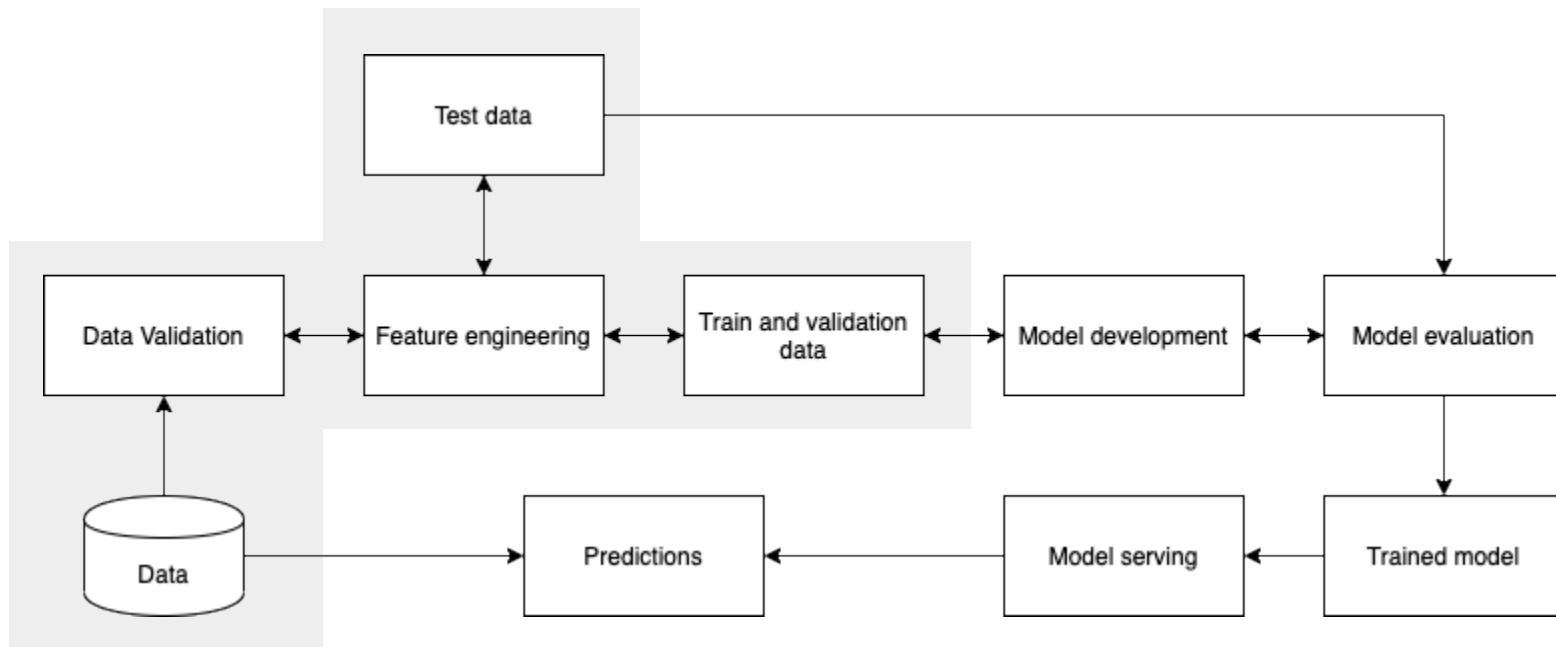 Test data
Data Validation
Feature engineering
Train and validation
data
Model development
Model evaluation
Data
Predictions
Model serving
Trained model